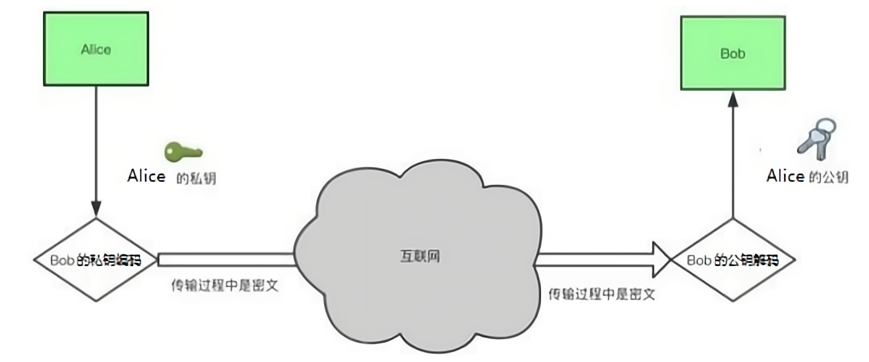 Alice
Bob
Alice 的私钥
Alice 的公钥
Bob 的私钥编码
互联网
Bob 的公钥解码
传输过程中是密文
传输过程中是密文